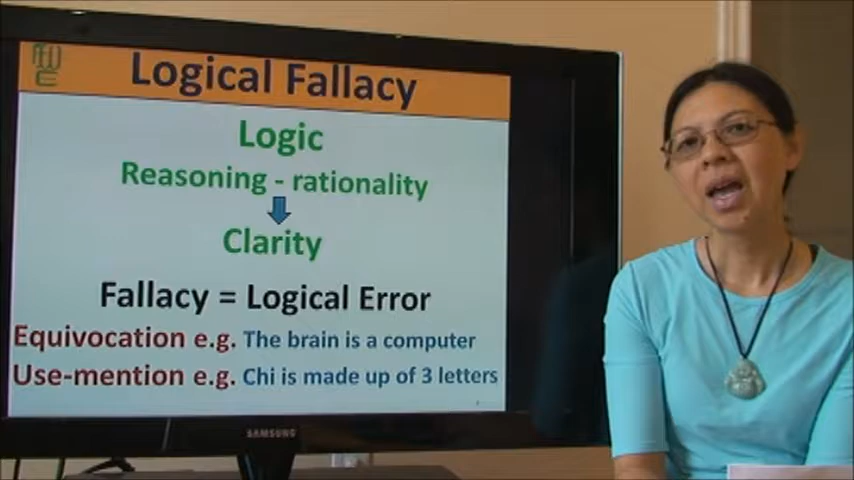 Logical Fallacy
Logic
Reasoning - rationality
Clarity
Fallacy = Logical Error
Equivocation e.g. The brain is a computer
Use-mention e.g. Chi is made up of 3 letters
SAMSUNG